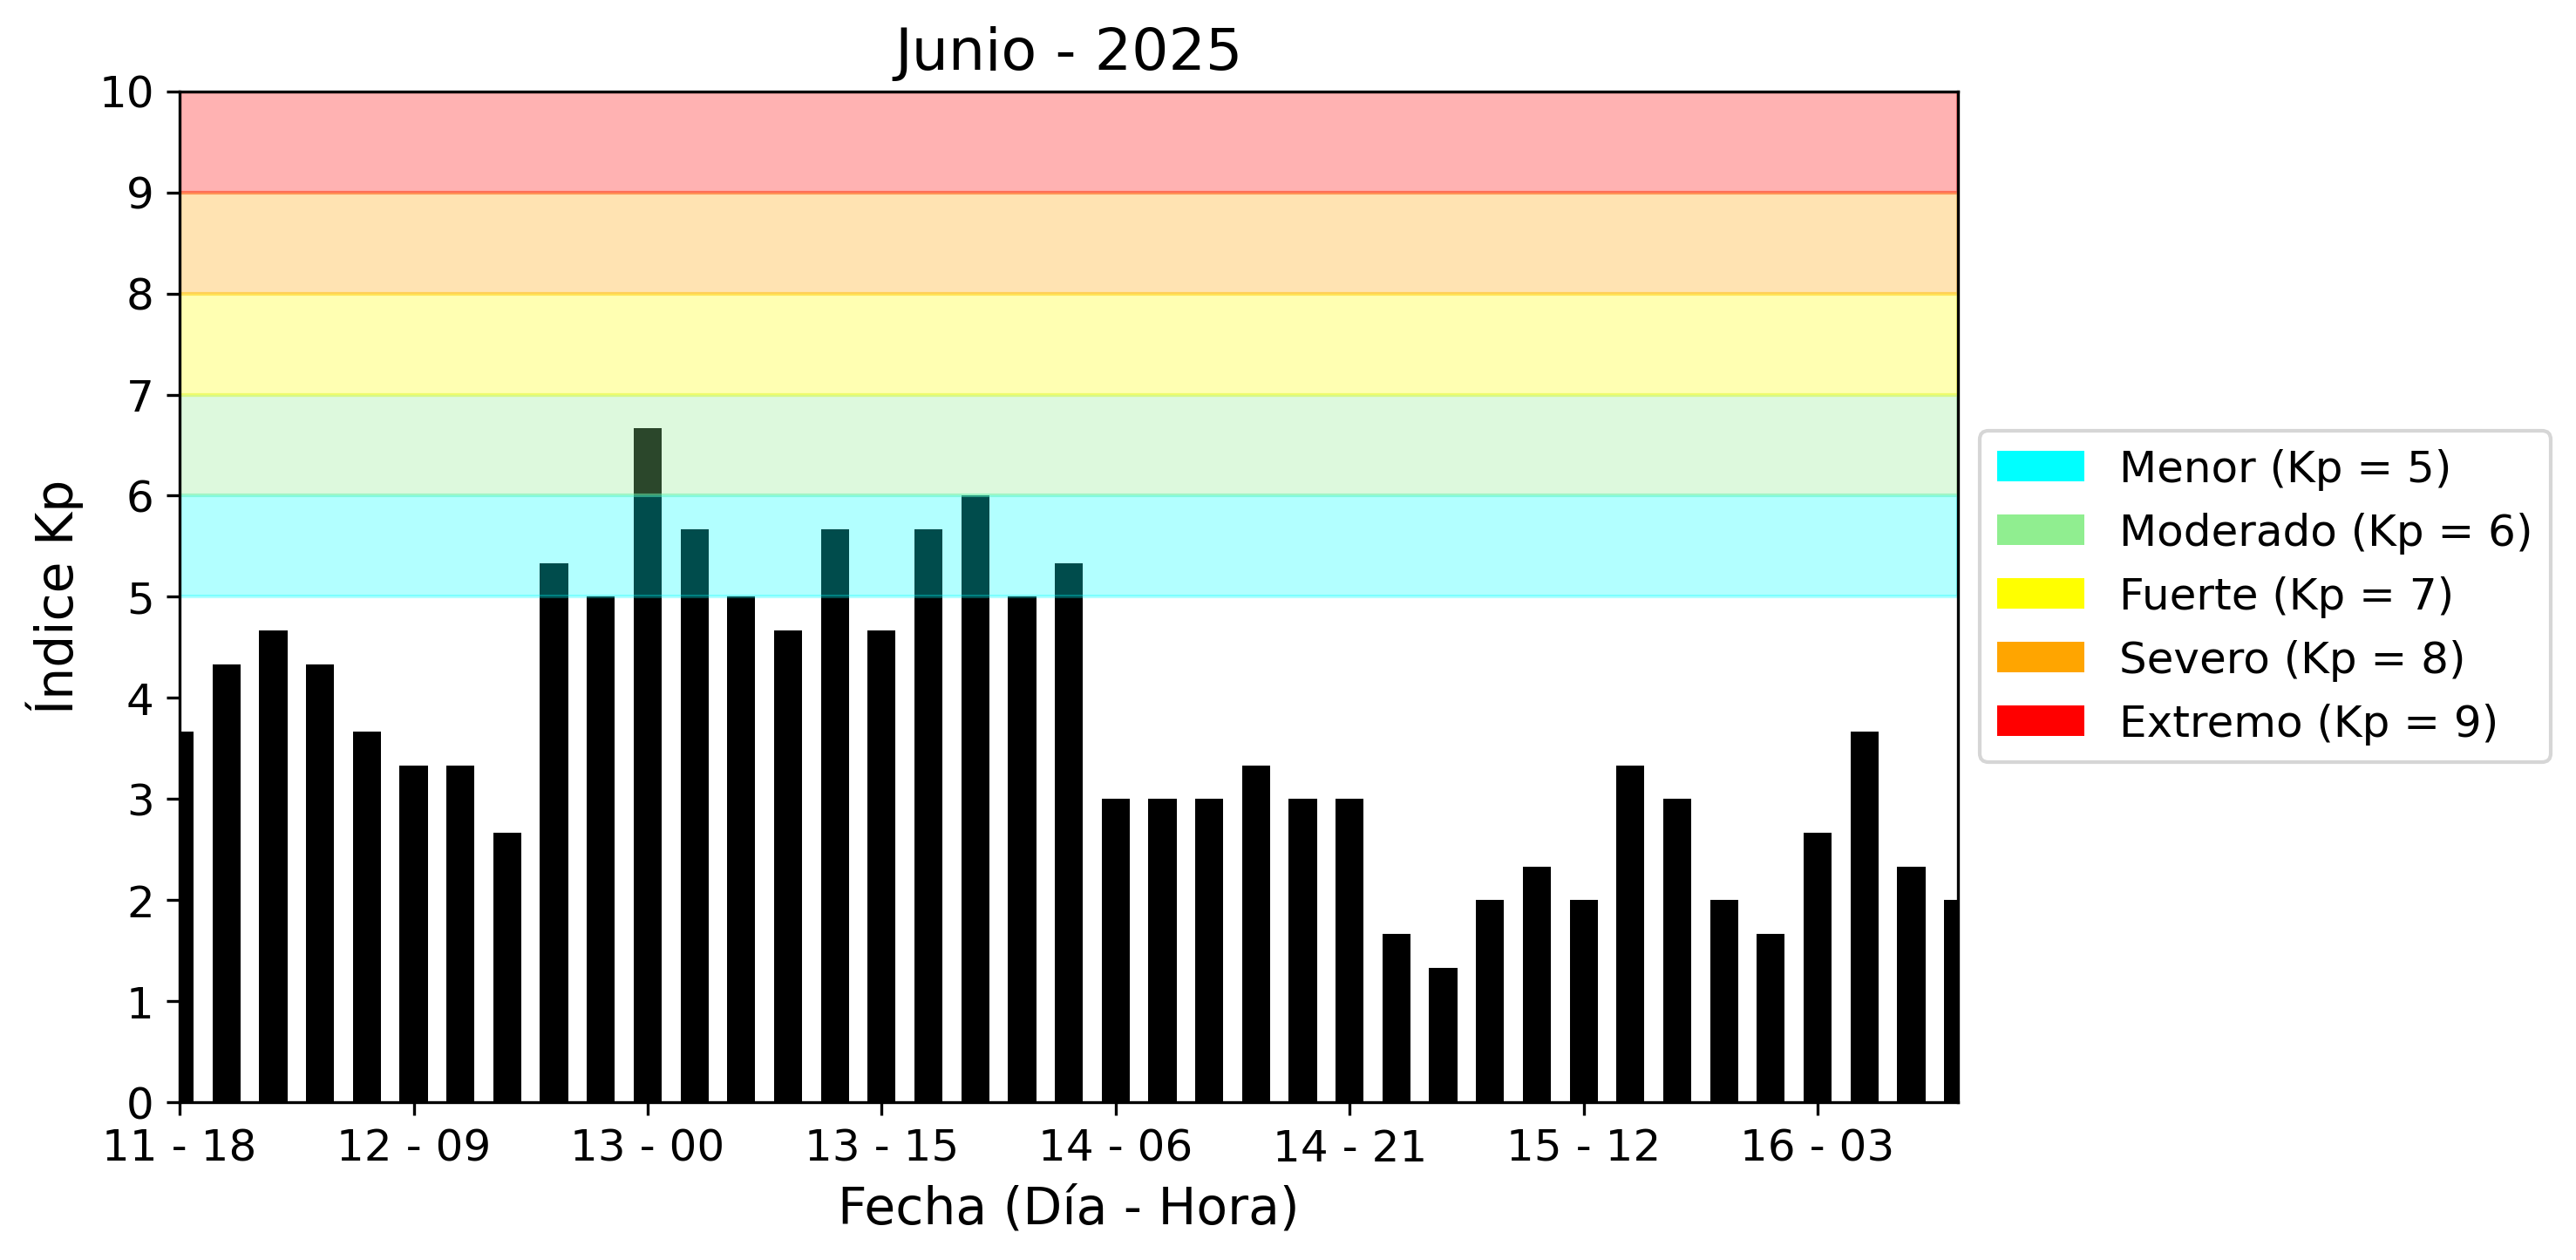 Junio - 2025
10
9
8
7
6
5
4
3
2
1
0
Índice Kp
11 - 18
12 - 09
13 - 00
13 - 15
14 - 06
14 - 21
15 - 12
16 - 03
Fecha (Día - Hora)
Menor (Kp = 5)
Moderado (Kp = 6)
Fuerte (Kp = 7)
Severo (Kp = 8)
Extremo (Kp = 9)